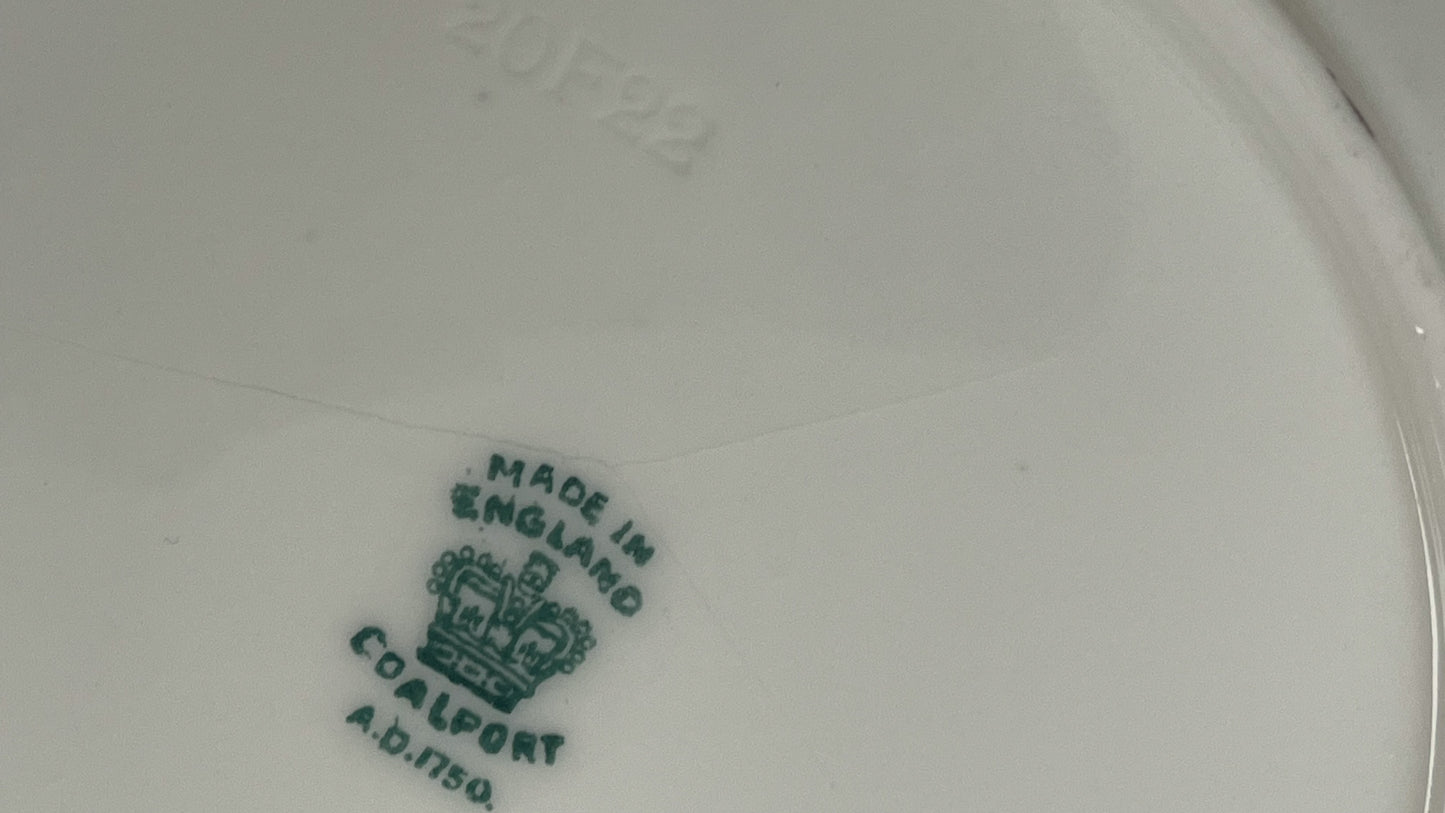 20F22
MADE IN
ENGLAND
COALPORT
A.D.1750.